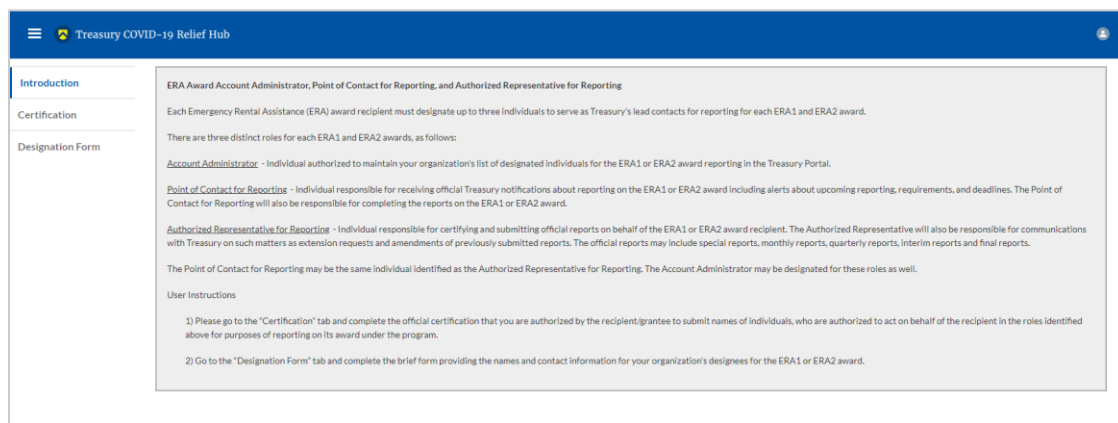 Treasury COVID-19 Relief Hub
Introduction
Certification
Designation Form
ERA Award Account Administrator, Point of Contact for Reporting, and Authorized Representative for Reporting
Each Emergency Rental Assistance (ERA) award recipient must designate up to three individuals to serve as Treasury's lead contacts for reporting for each ERA1 and ERA2 award.
There are three distinct roles for each ERA1 and ERA2 awards, as follows:
Account Administrator - Individual authorized to maintain your organization's list of designated individuals for the ERA1 or ERA2 award reporting in the Treasury Portal.
Point of Contact for Reporting - Individual responsible for receiving official Treasury notifications about reporting on the ERA1 or ERA2 award including alerts about upcoming reporting, requirements, and deadlines. The Point of
Contact for Reporting will also be responsible for completing the reports on the ERA1 or ERA2 award.
Authorized Representative for Reporting - Individual responsible for certifying and submitting official reports on behalf of the ERA1 or ERA2 award recipient. The Authorized Representative will also be responsible for communications
with Treasury on such matters as extension requests and amendments of previously submitted reports. The official reports may include special reports, monthly reports, quarterly reports, interim reports and final reports.
The Point of Contact for Reporting may be the same individual identified as the Authorized Representative for Reporting. The Account Administrator may be designated for these roles as well.
User Instructions
1) Please go to the "Certification" tab and complete the official certification that you are authorized by the recipient/grantee to submit names of individuals, who are authorized to act on behalf of the recipient in the roles identified
above for purposes of reporting on its award under the program.
2) Go to the "Designation Form" tab and complete the brief form providing the names and contact information for your organization's designees for the ERA1 or ERA2 award.